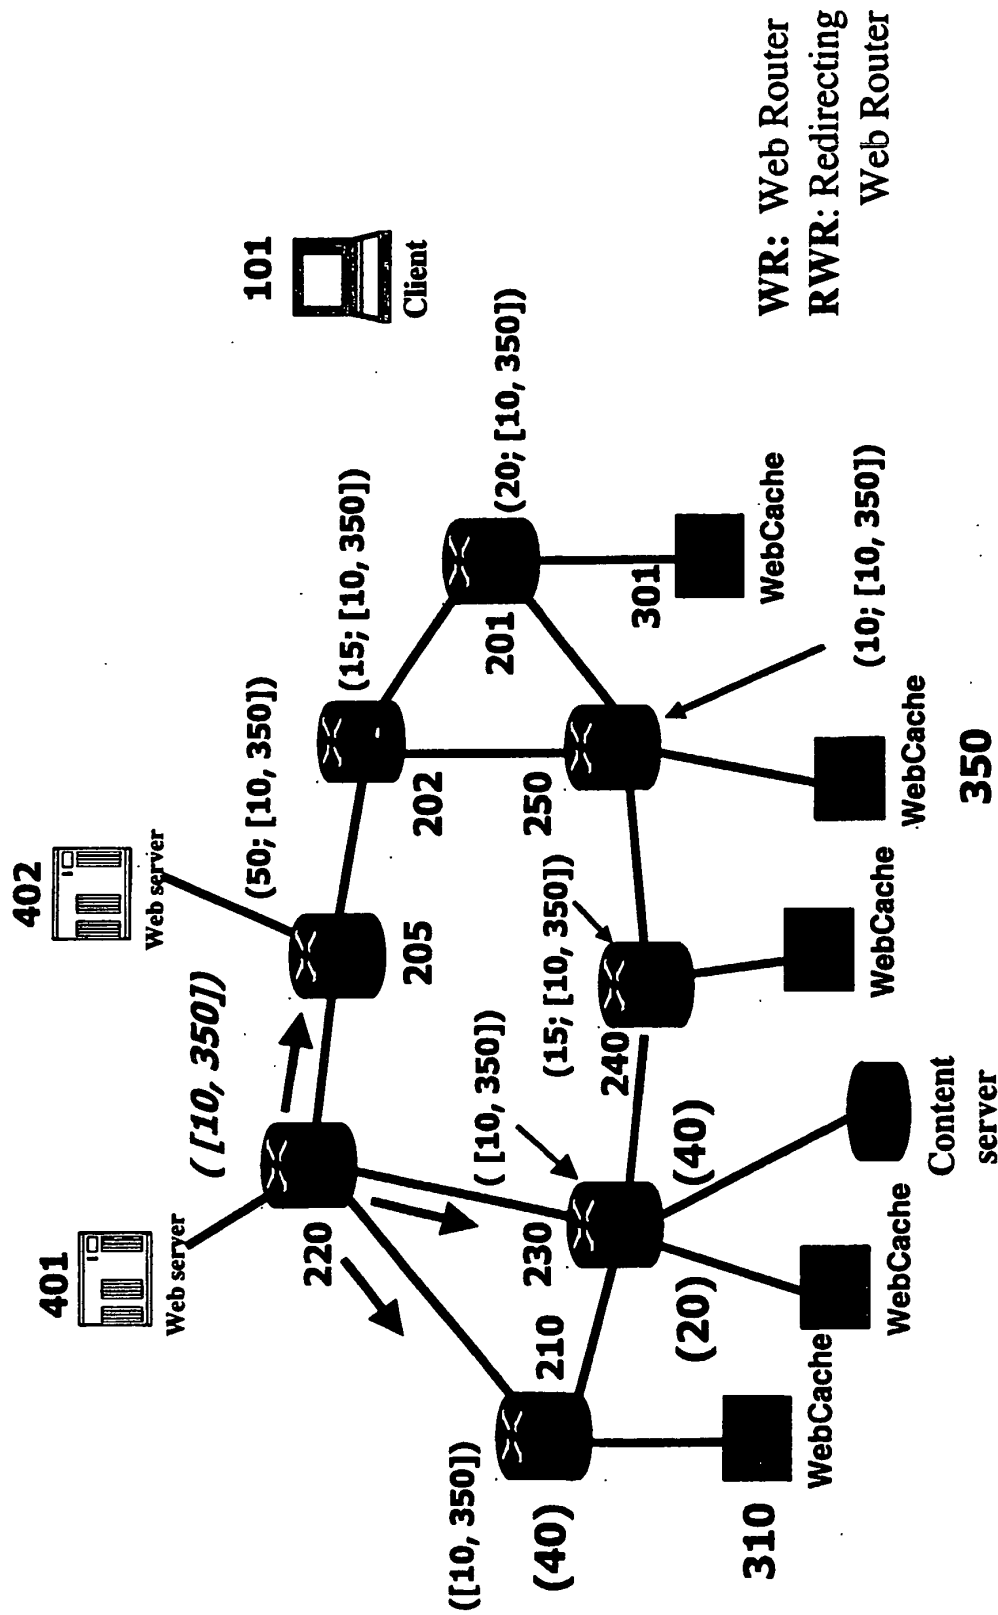 401
Web server
402
Web server
101
Client
( [10, 350])
(50; [10, 350])
(15; [10, 350])
(20; [10, 350])
220
205
202
201
301
WebCache
([10, 350])
(40)
210
230
( [10, 350])
240
(15; [10, 350])
250
(10; [10, 350])
310
WebCache
(20)
WebCache
(40)
Content
server
WebCache
WebCache
350
WR: Web Router
RWR: Redirecting
Web Router